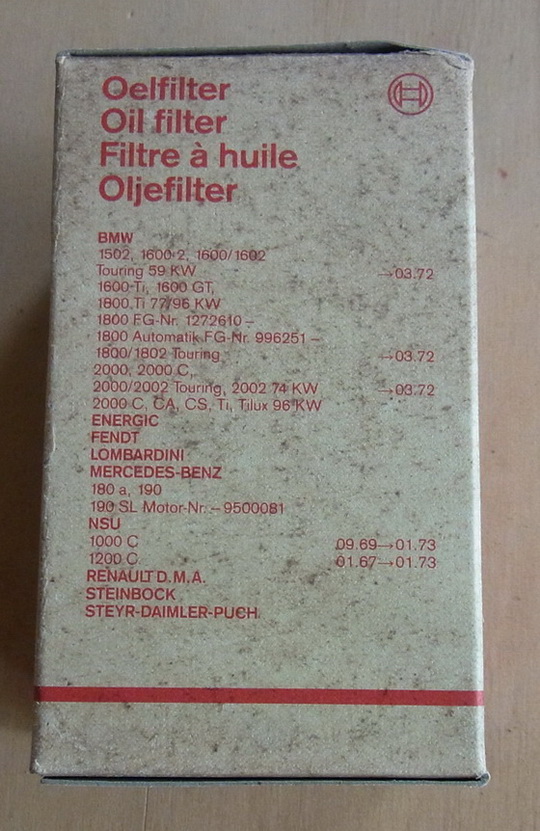 Oelfilter
Oil filter
Filtre à huile
Oljefilter
BMW
1502, 1600-2, 1600/1602
Touring 59 KW →03.72
1600-Ti, 1600 GT,
1800 Ti 77/96 KW
1800 FG-Nr. 1272610 –
1800 Automatik FG-Nr. 996251 –
1800/1802 Touring →03.72
2000, 2000 C,
2000/2002 Touring, 2002 74 KW →03.72
2000 C, CA, CS, Ti, Tilux 96 KW
ENERGIC
FENDT
LOMBARDINI
MERCEDES-BENZ
180 a, 190
190 SL Motor-Nr. – 9500081
NSU
1000 C 09.69→01.73
1200 C 01.67→01.73
RENAULT D.M.A.
STEINBOCK
STEYR-DAIMLER-PUCH